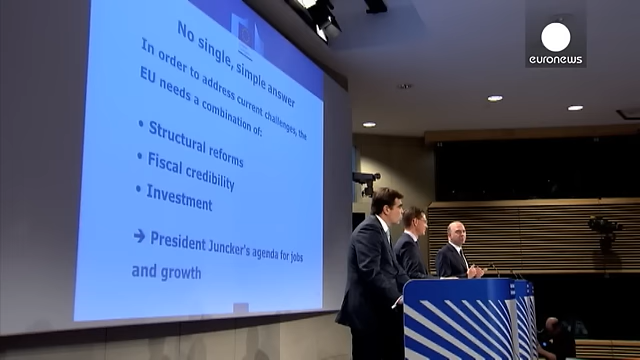 No single, simple answer
In order to address current challenges, the
EU needs a combination of:
• Structural reforms
• Fiscal credibility
• Investment
➔ President Juncker's agenda for jobs
and growth
euronews